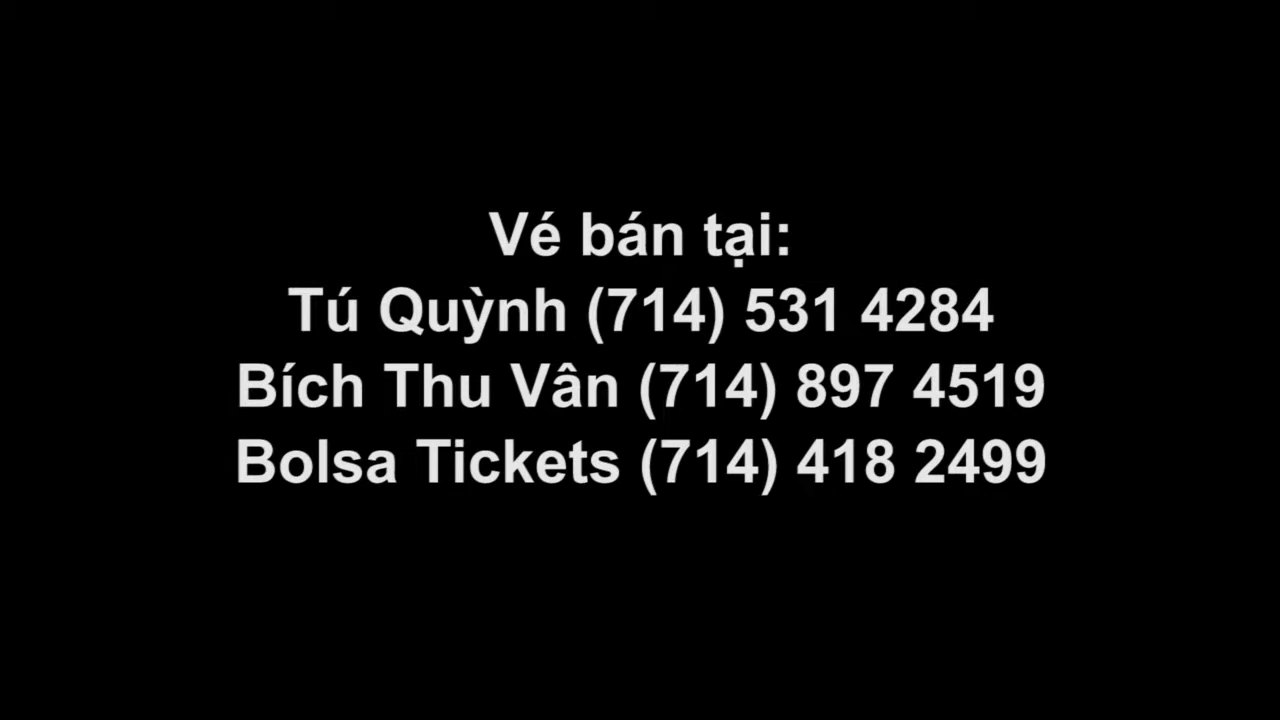 Vé bán tại:
Tú Quỳnh (714) 531 4284
Bích Thu Vân (714) 897 4519
Bolsa Tickets (714) 418 2499